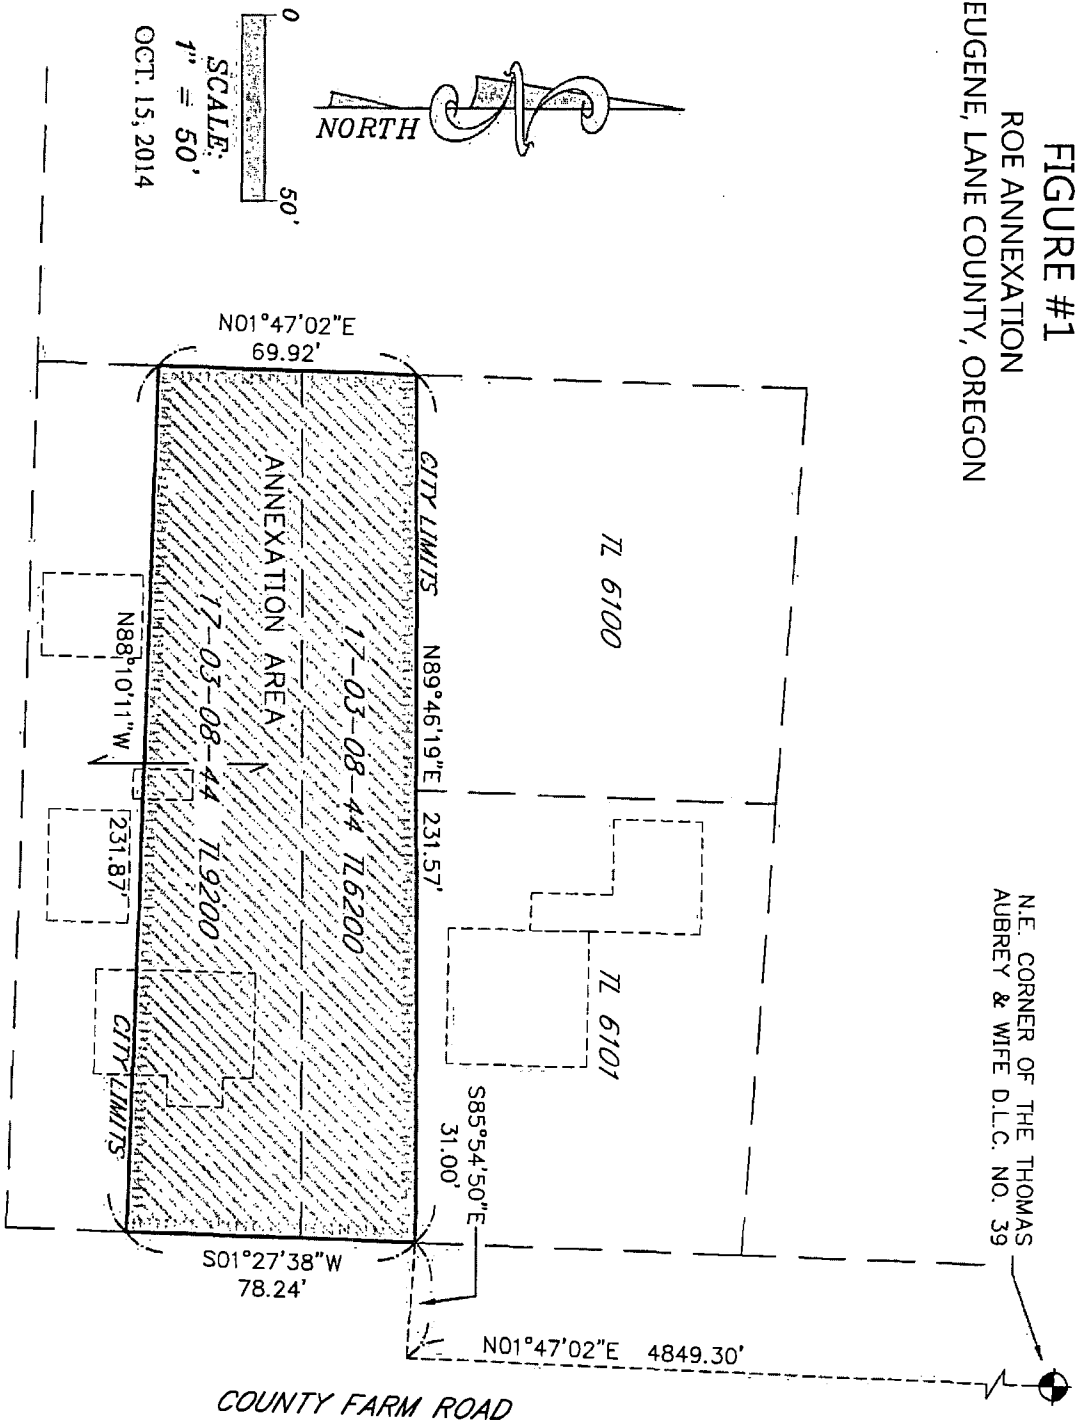 FIGURE #1
ROE ANNEXATION
EUGENE, LANE COUNTY, OREGON
NORTH
0
50'
SCALE:
1" = 50'
OCT. 15, 2014
N.E. CORNER OF THE THOMAS
AUBREY & WIFE D.L.C. NO. 39
TL 6100
TL 6101
CITY LIMITS
N89°46'19"E 231.57'
N01°47'02"E
69.92'
17-03-08-44 TL6200
ANNEXATION AREA
17-03-08-44 TL9200
N88°10'11"W
231.87'
CITY LIMITS
S85°54'50"E
31.00'
S01°27'38"W
78.24'
N01°47'02"E 4849.30'
COUNTY FARM ROAD